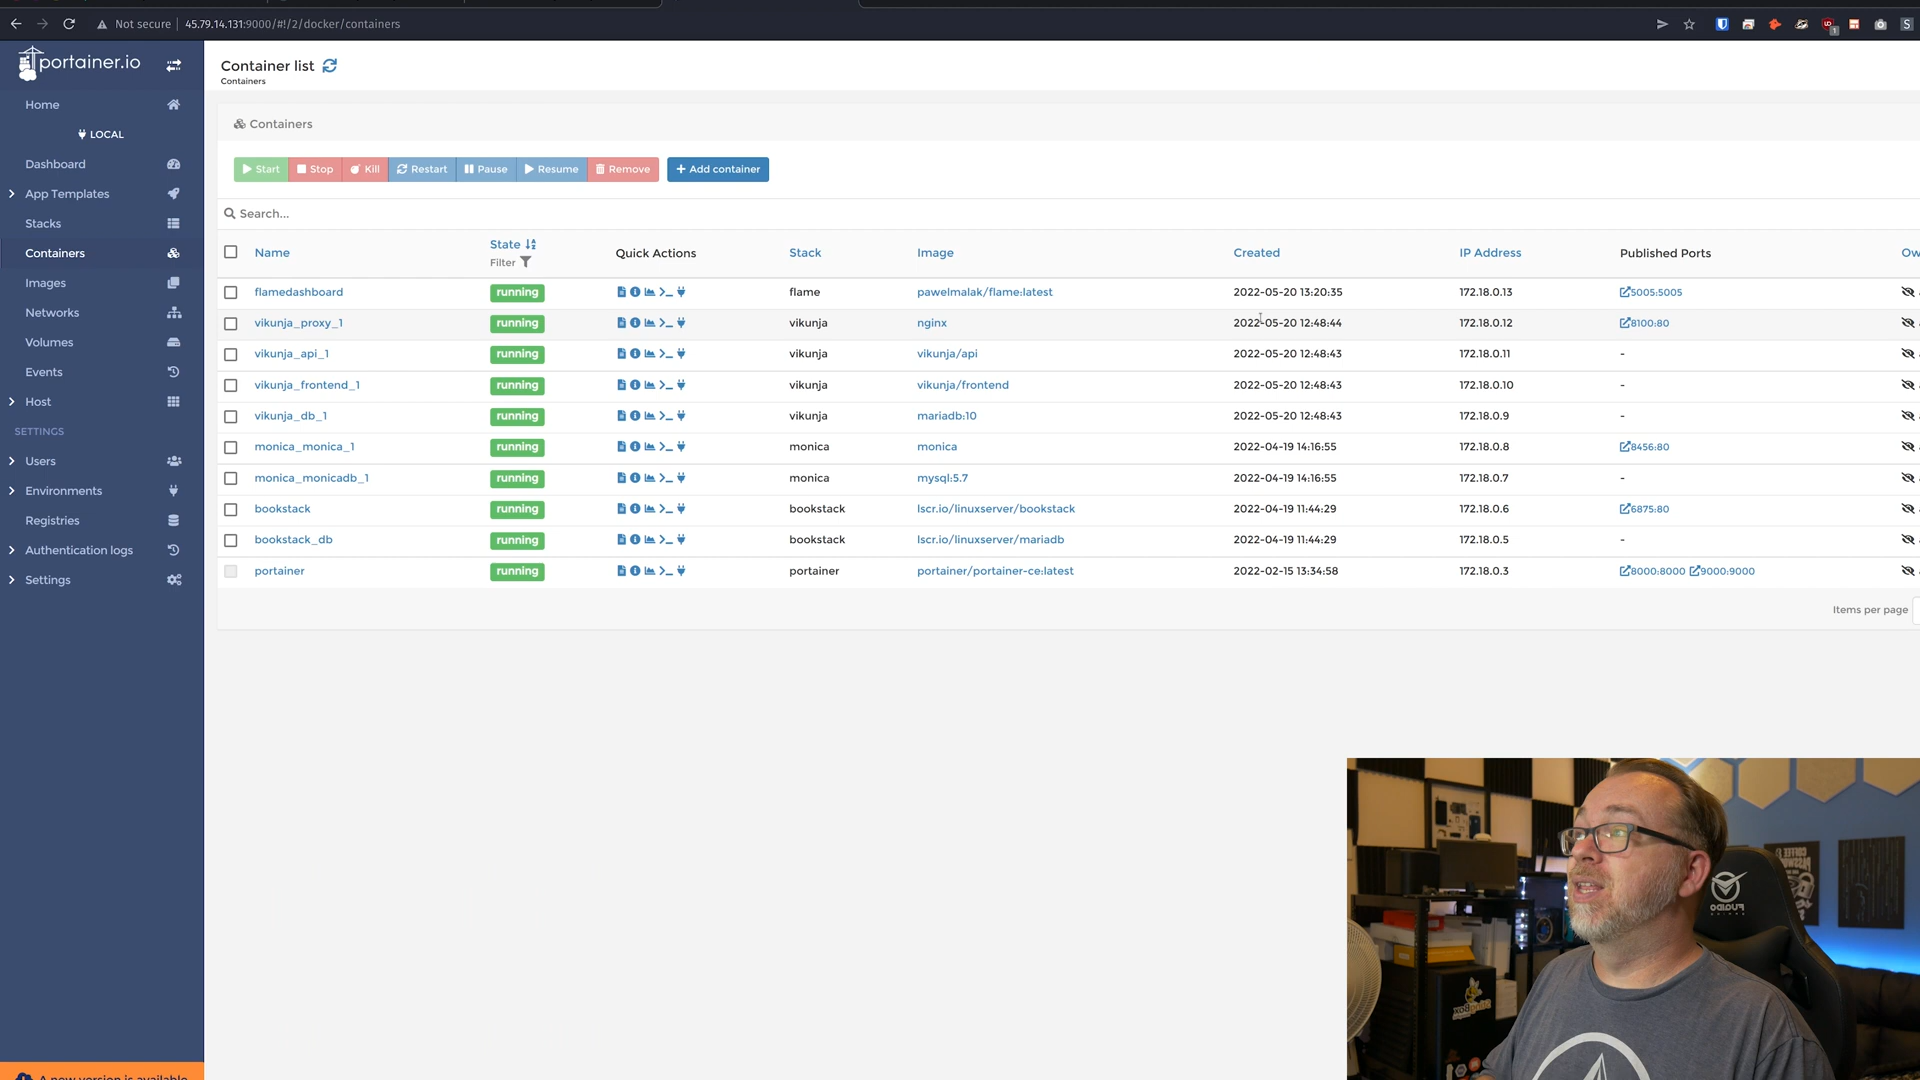 Not secure 45.79.14.131:9000/#!/2/docker/containers
portainer.io
Home
LOCAL
Dashboard
App Templates
Stacks
Containers
Images
Networks
Volumes
Events
Host
SETTINGS
Users
Environments
Registries
Authentication logs
Settings
A new version is available
Container list
Containers
Containers
Start Stop Kill Restart Pause Resume Remove Add container
Search...
Name State Filter Quick Actions Stack Image Created IP Address Published Ports Ow
flamedashboard running flame pawelmalak/flame:latest 2022-05-20 13:20:35 172.18.0.13 5005:5005
vikunja_proxy_1 running vikunja nginx 2022-05-20 12:48:44 172.18.0.12 8100:80
vikunja_api_1 running vikunja vikunja/api 2022-05-20 12:48:43 172.18.0.11 -
vikunja_frontend_1 running vikunja vikunja/frontend 2022-05-20 12:48:43 172.18.0.10 -
vikunja_db_1 running vikunja mariadb:10 2022-05-20 12:48:43 172.18.0.9 -
monica_monica_1 running monica monica 2022-04-19 14:16:55 172.18.0.8 8456:80
monica_monicadb_1 running monica mysql:5.7 2022-04-19 14:16:55 172.18.0.7 -
bookstack running bookstack lscr.io/linuxserver/bookstack 2022-04-19 11:44:29 172.18.0.6 6875:80
bookstack_db running bookstack lscr.io/linuxserver/mariadb 2022-04-19 11:44:29 172.18.0.5 -
portainer running portainer portainer/portainer-ce:latest 2022-02-15 13:34:58 172.18.0.3 8000:8000 9000:9000
Items per page